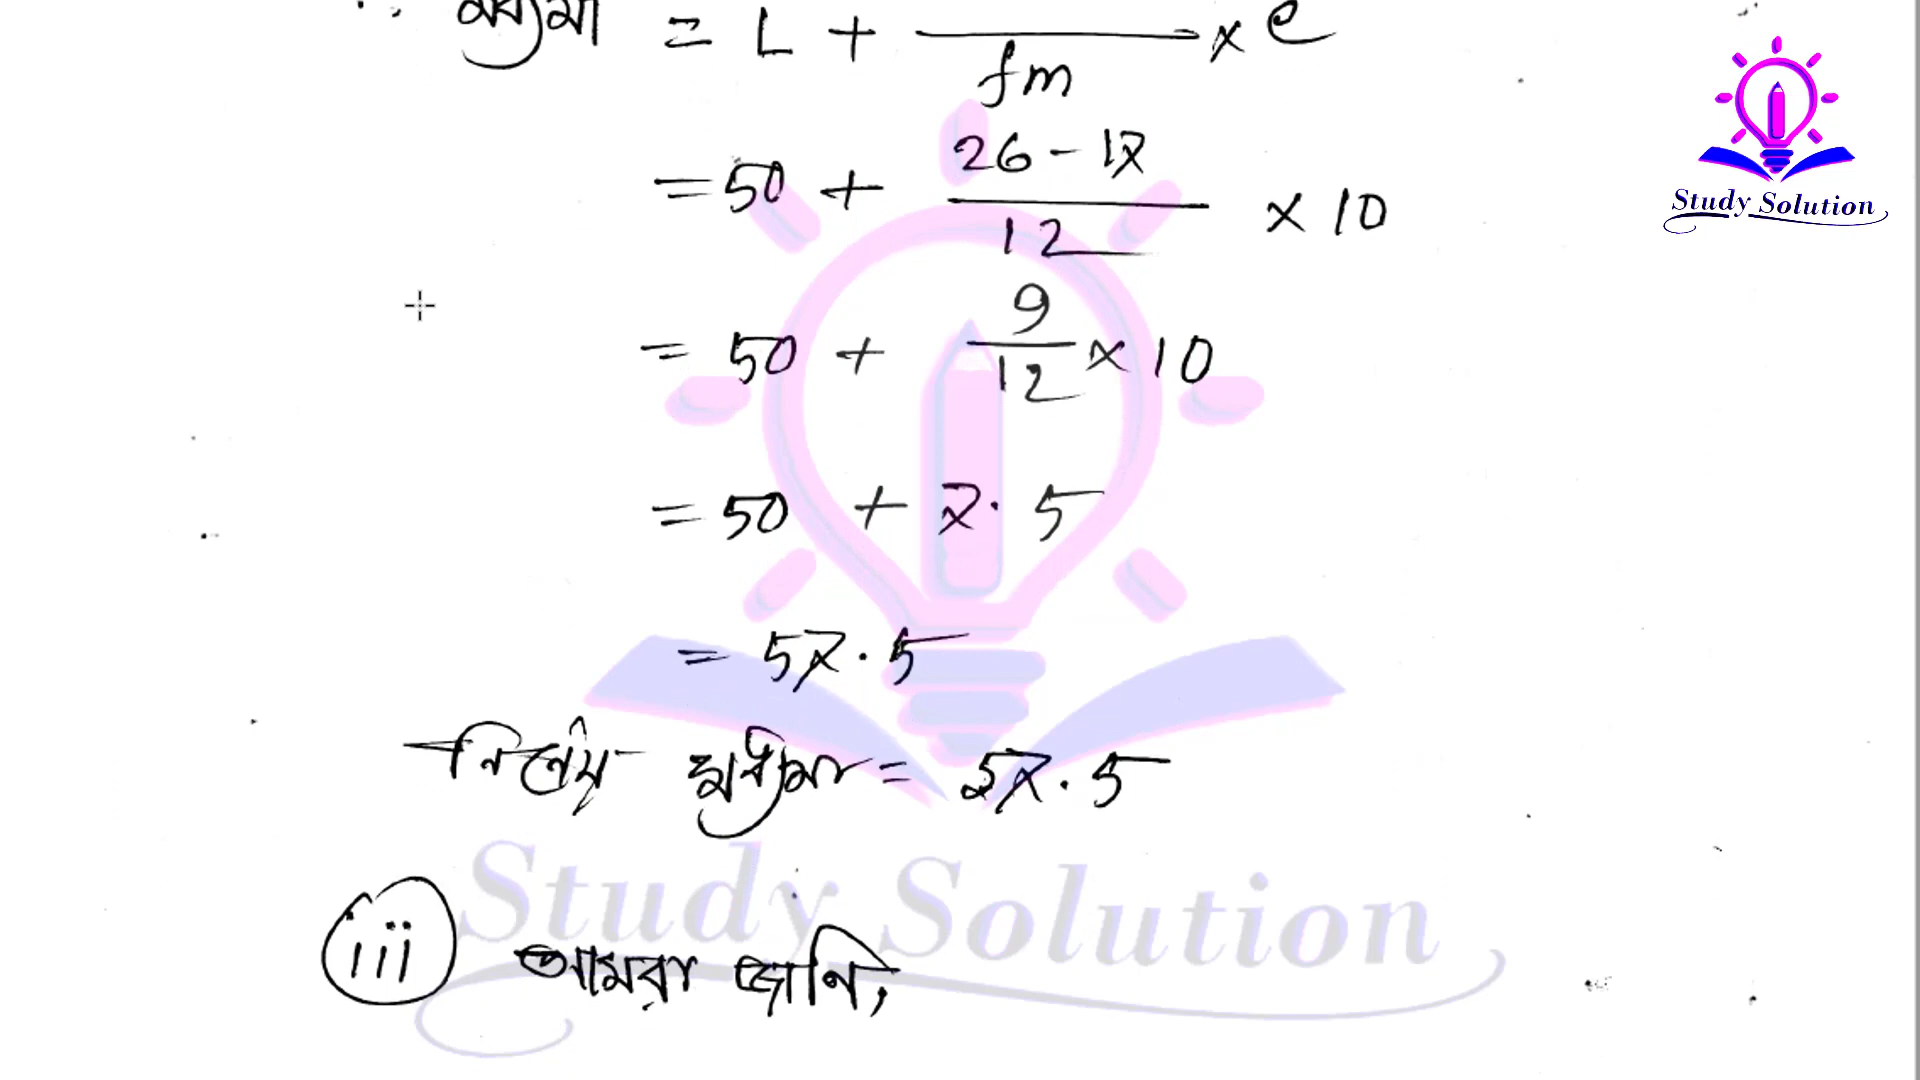 ∴ মধ্যমা = L + ―― × c
fm
= 50 + 26 - 17 / 12 × 10
= 50 + 9 / 12 × 10
= 50 + 7.5
= 57.5
নির্ণেয় মধ্যমা = 57.5
iii আমরা জানি,
Study Solution
Study Solution